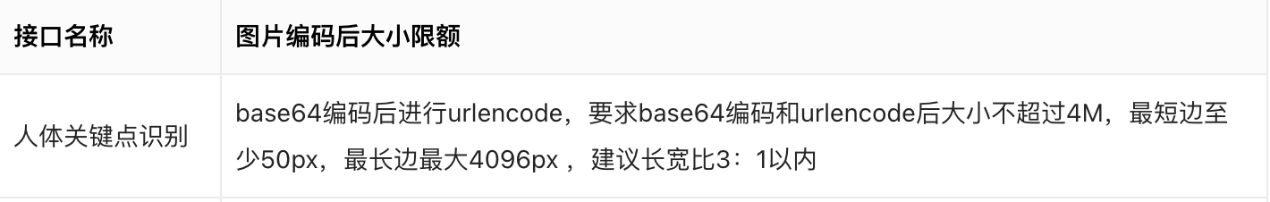 接口名称
图片编码后大小限额
人体关键点识别
base64编码后进行urlencode，要求base64编码和urlencode后大小不超过4M，最短边至
少50px，最长边最大4096px ，建议长宽比3：1以内